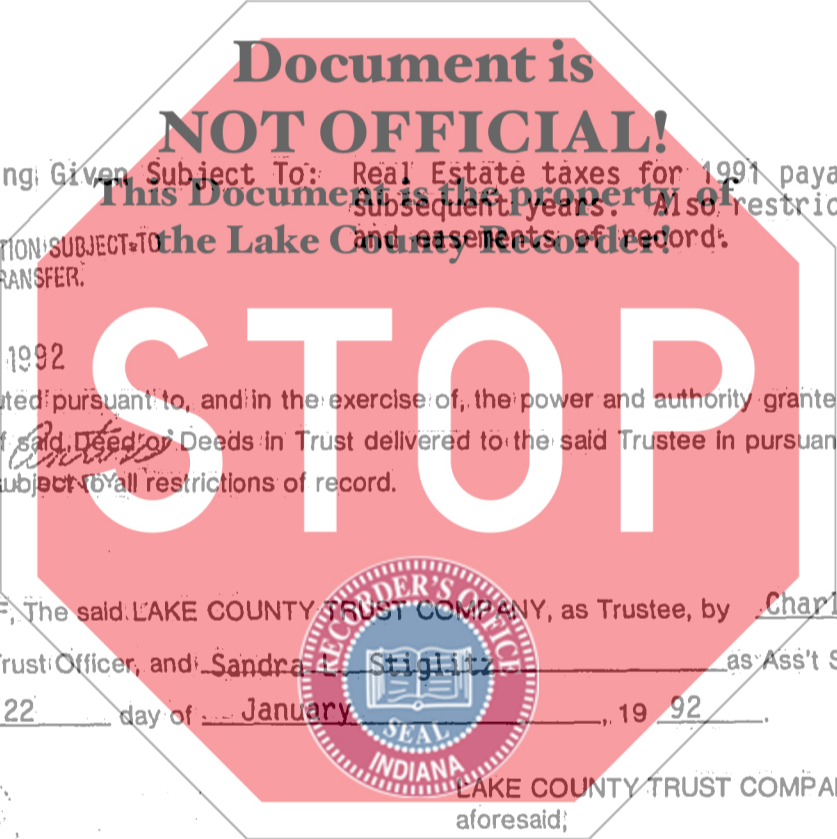 Document is
NOT OFFICIAL!
ng Given Subject To: Real Estate taxes for 1991 paya
This Document is the property of
subsequent years. Also restric
TION SUBJECT TO
the Lake County Recorder!
and easements of record.
RANSFER.
STOP
1992
uted pursuant to, and in the exercise of, the power and authority grante
f said Deed or Deeds in Trust delivered to the said Trustee in pursuan
ubject to all restrictions of record.
F, The said LAKE COUNTY TRUST COMPANY, as Trustee, by Charl
Trust Officer, and Sandra L. Stiglitz as Ass't S
22 day of January, 19 92.
RECORDER'S OFFICE
SEAL
INDIANA
LAKE COUNTY TRUST COMPA
aforesaid,